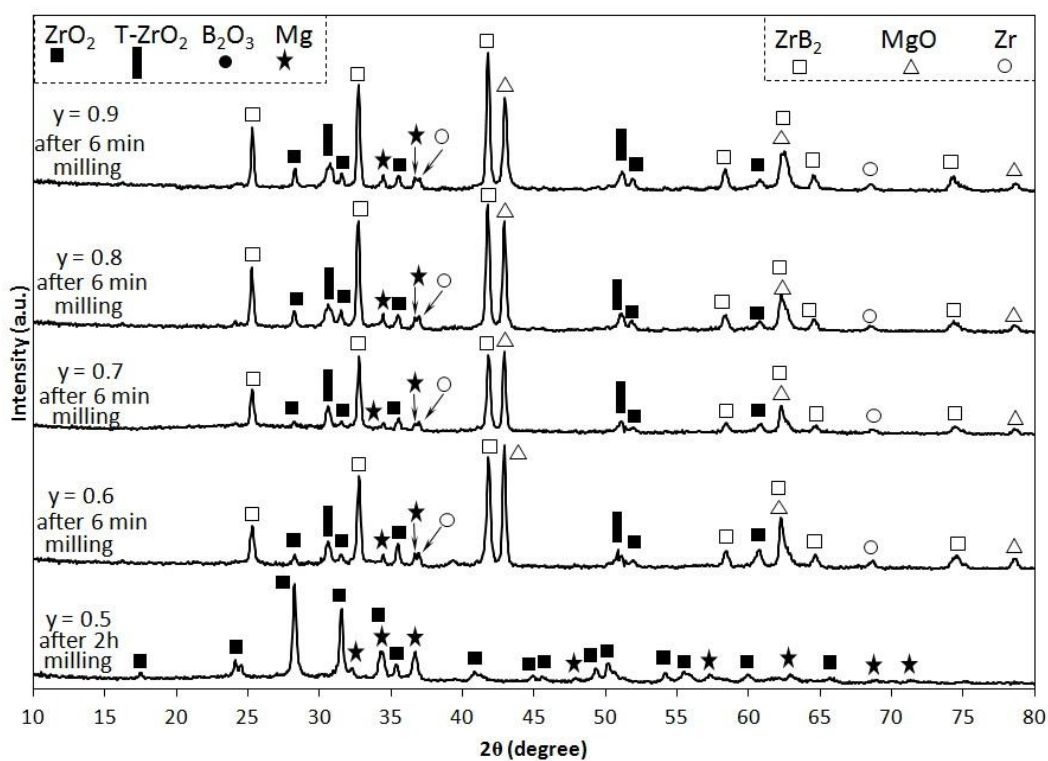 ZrO₂ T-ZrO₂ B₂O₃ Mg
ZrB₂ MgO Zr
y = 0.9
after 6 min
milling
y = 0.8
after 6 min
milling
y = 0.7
after 6 min
milling
y = 0.6
after 6 min
milling
y = 0.5
after 2h
milling
Intensity (a.u.)
10 15 20 25 30 35 40 45 50 55 60 65 70 75 80
2θ (degree)